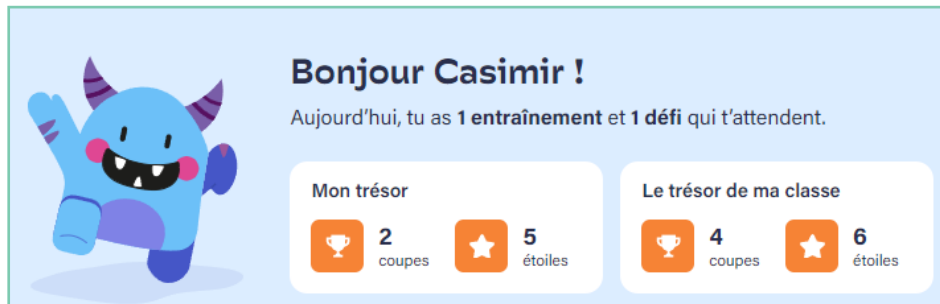 Bonjour Casimir !
Aujourd’hui, tu as 1 entraînement et 1 défi qui t’attendent.
Mon trésor
2
coupes
5
étoiles
Le trésor de ma classe
4
coupes
6
étoiles